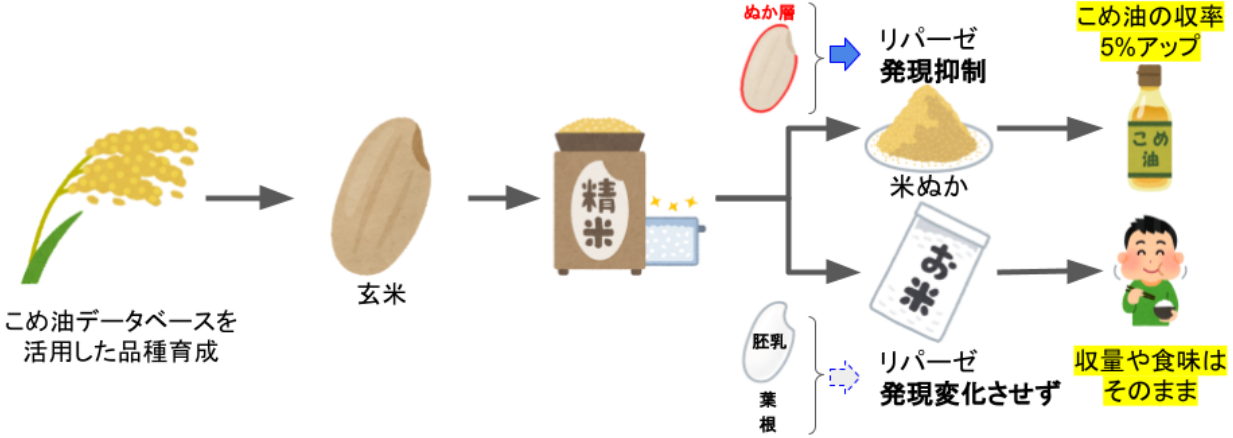 こめ油データベースを
活用した品種育成
玄米
精
米
ぬか層
リパーゼ
発現抑制
米ぬか
こめ油の収率
5%アップ
こめ
油
お米
胚乳
葉
根
リパーゼ
発現変化させず
収量や食味は
そのまま